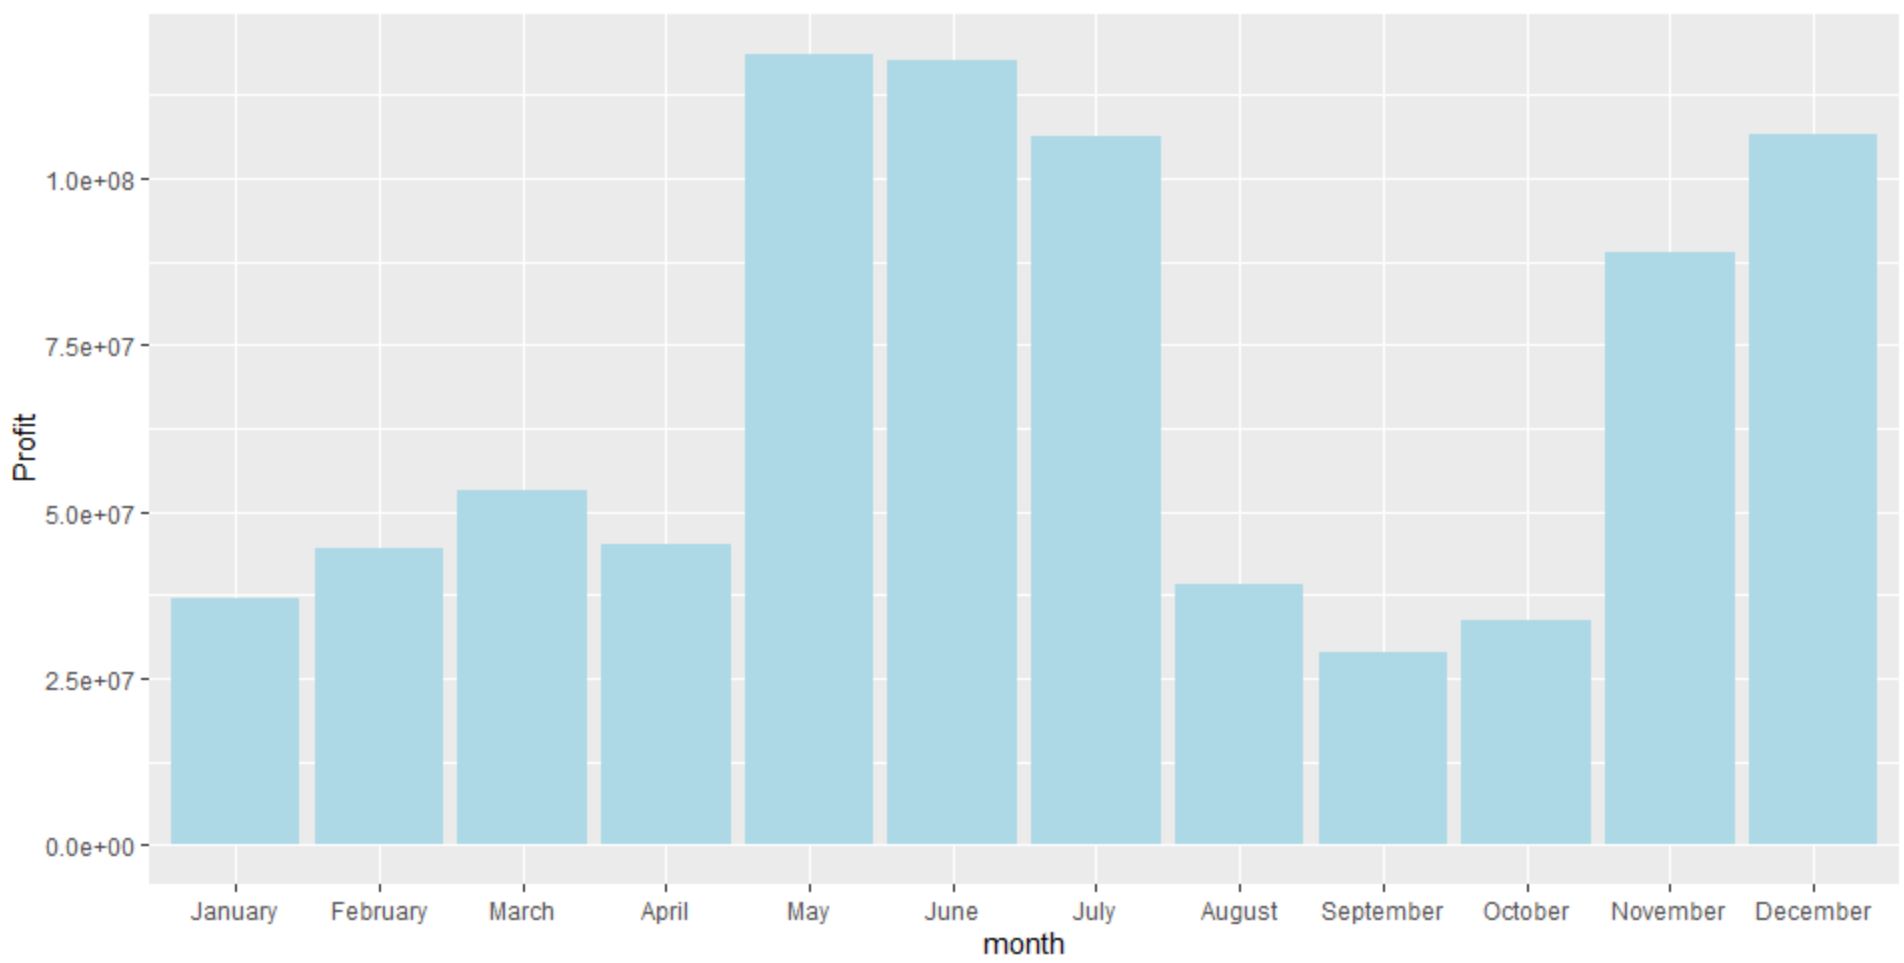 Profit
1.0e+08
7.5e+07
5.0e+07
2.5e+07
0.0e+00
January February March April May June July August September October November December
month